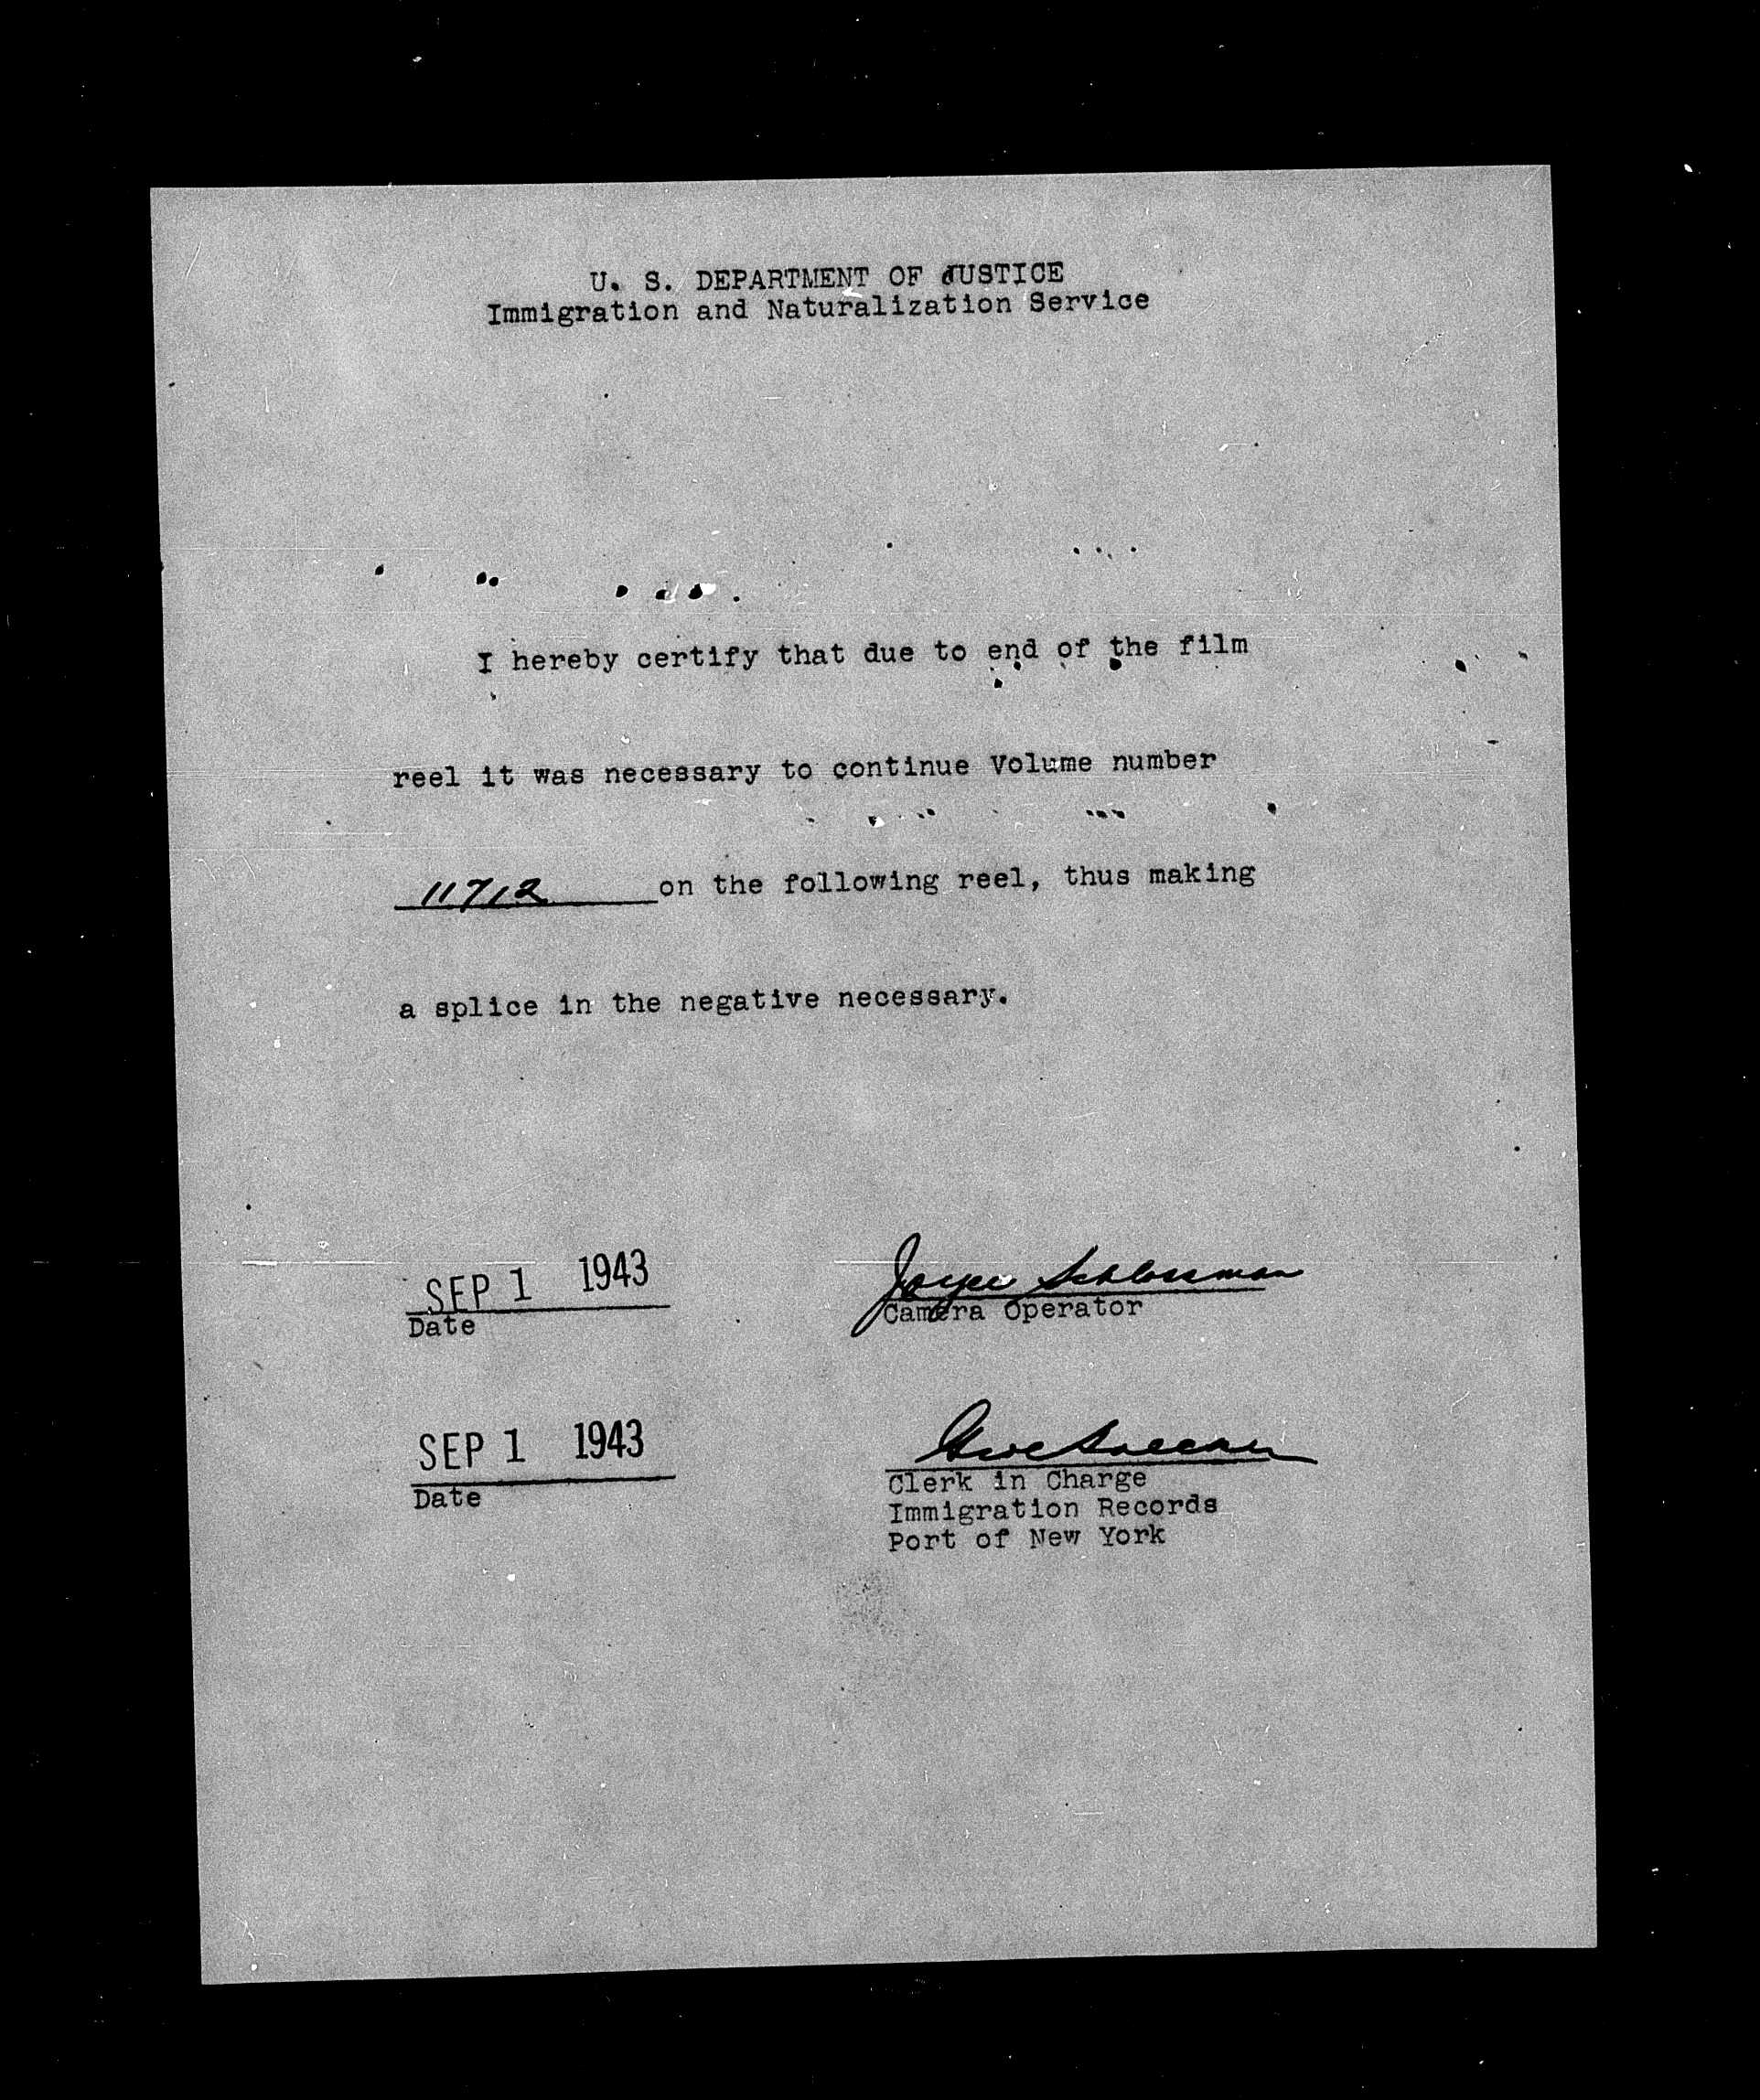 U. S. DEPARTMENT OF JUSTICE
Immigration and Naturalization Service
I hereby certify that due to end of the film
reel it was necessary to continue Volume number
11712 on the following reel, thus making
a splice in the negative necessary.
SEP 1 1943
Joyce Schlossman
Date
Camera Operator
SEP 1 1943
Date
Clerk in Charge
Immigration Records
Port of New York